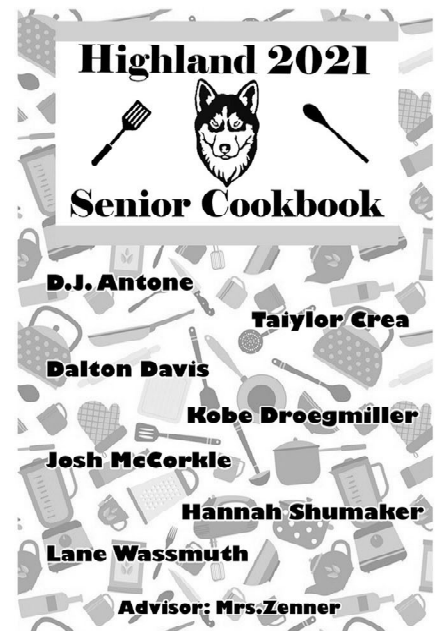 Highland 2021
Senior Cookbook
D.J. Antone
Taiylor Crea
Dalton Davis
Kobe Droegmiller
Josh McCorkle
Hannah Shumaker
Lane Wassmuth
Advisor: Mrs.Zenner